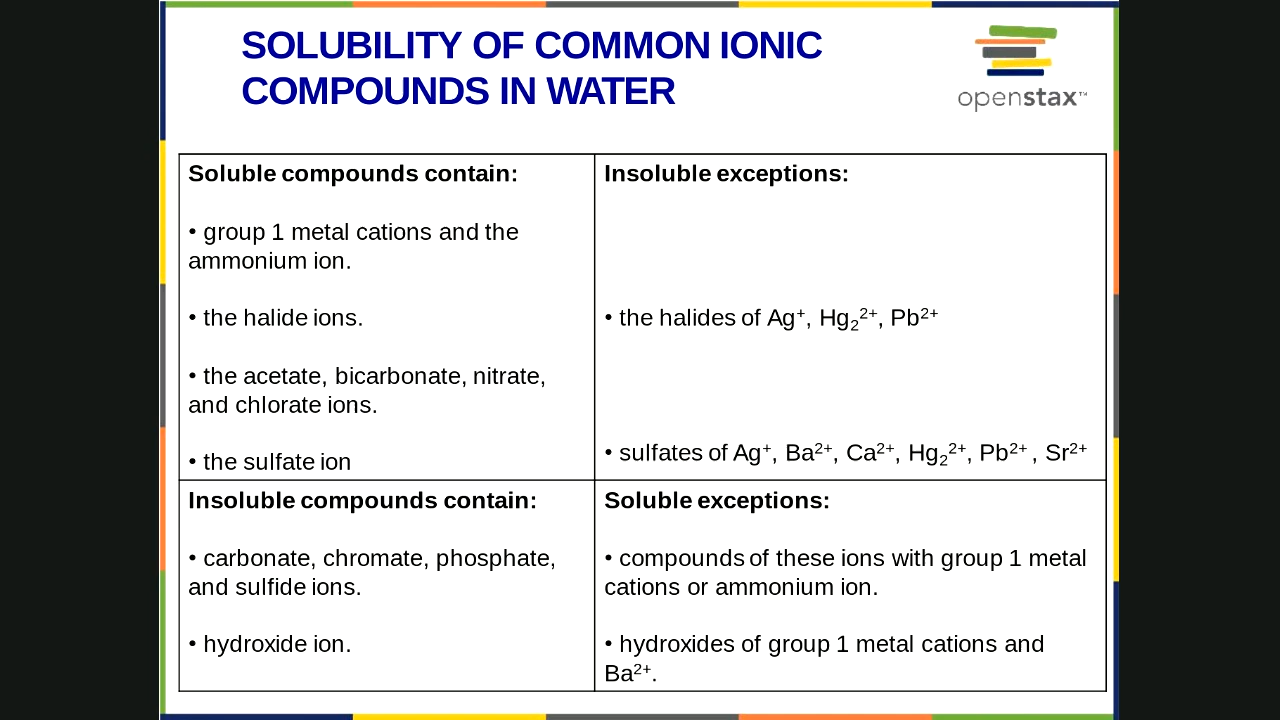 SOLUBILITY OF COMMON IONIC
COMPOUNDS IN WATER
openstax™
Soluble compounds contain:
• group 1 metal cations and the
ammonium ion.
• the halide ions.
• the acetate, bicarbonate, nitrate,
and chlorate ions.
• the sulfate ion
Insoluble exceptions:
• the halides of Ag⁺, Hg₂²⁺, Pb²⁺
• sulfates of Ag⁺, Ba²⁺, Ca²⁺, Hg₂²⁺, Pb²⁺ , Sr²⁺
Insoluble compounds contain:
• carbonate, chromate, phosphate,
and sulfide ions.
• hydroxide ion.
Soluble exceptions:
• compounds of these ions with group 1 metal
cations or ammonium ion.
• hydroxides of group 1 metal cations and
Ba²⁺.